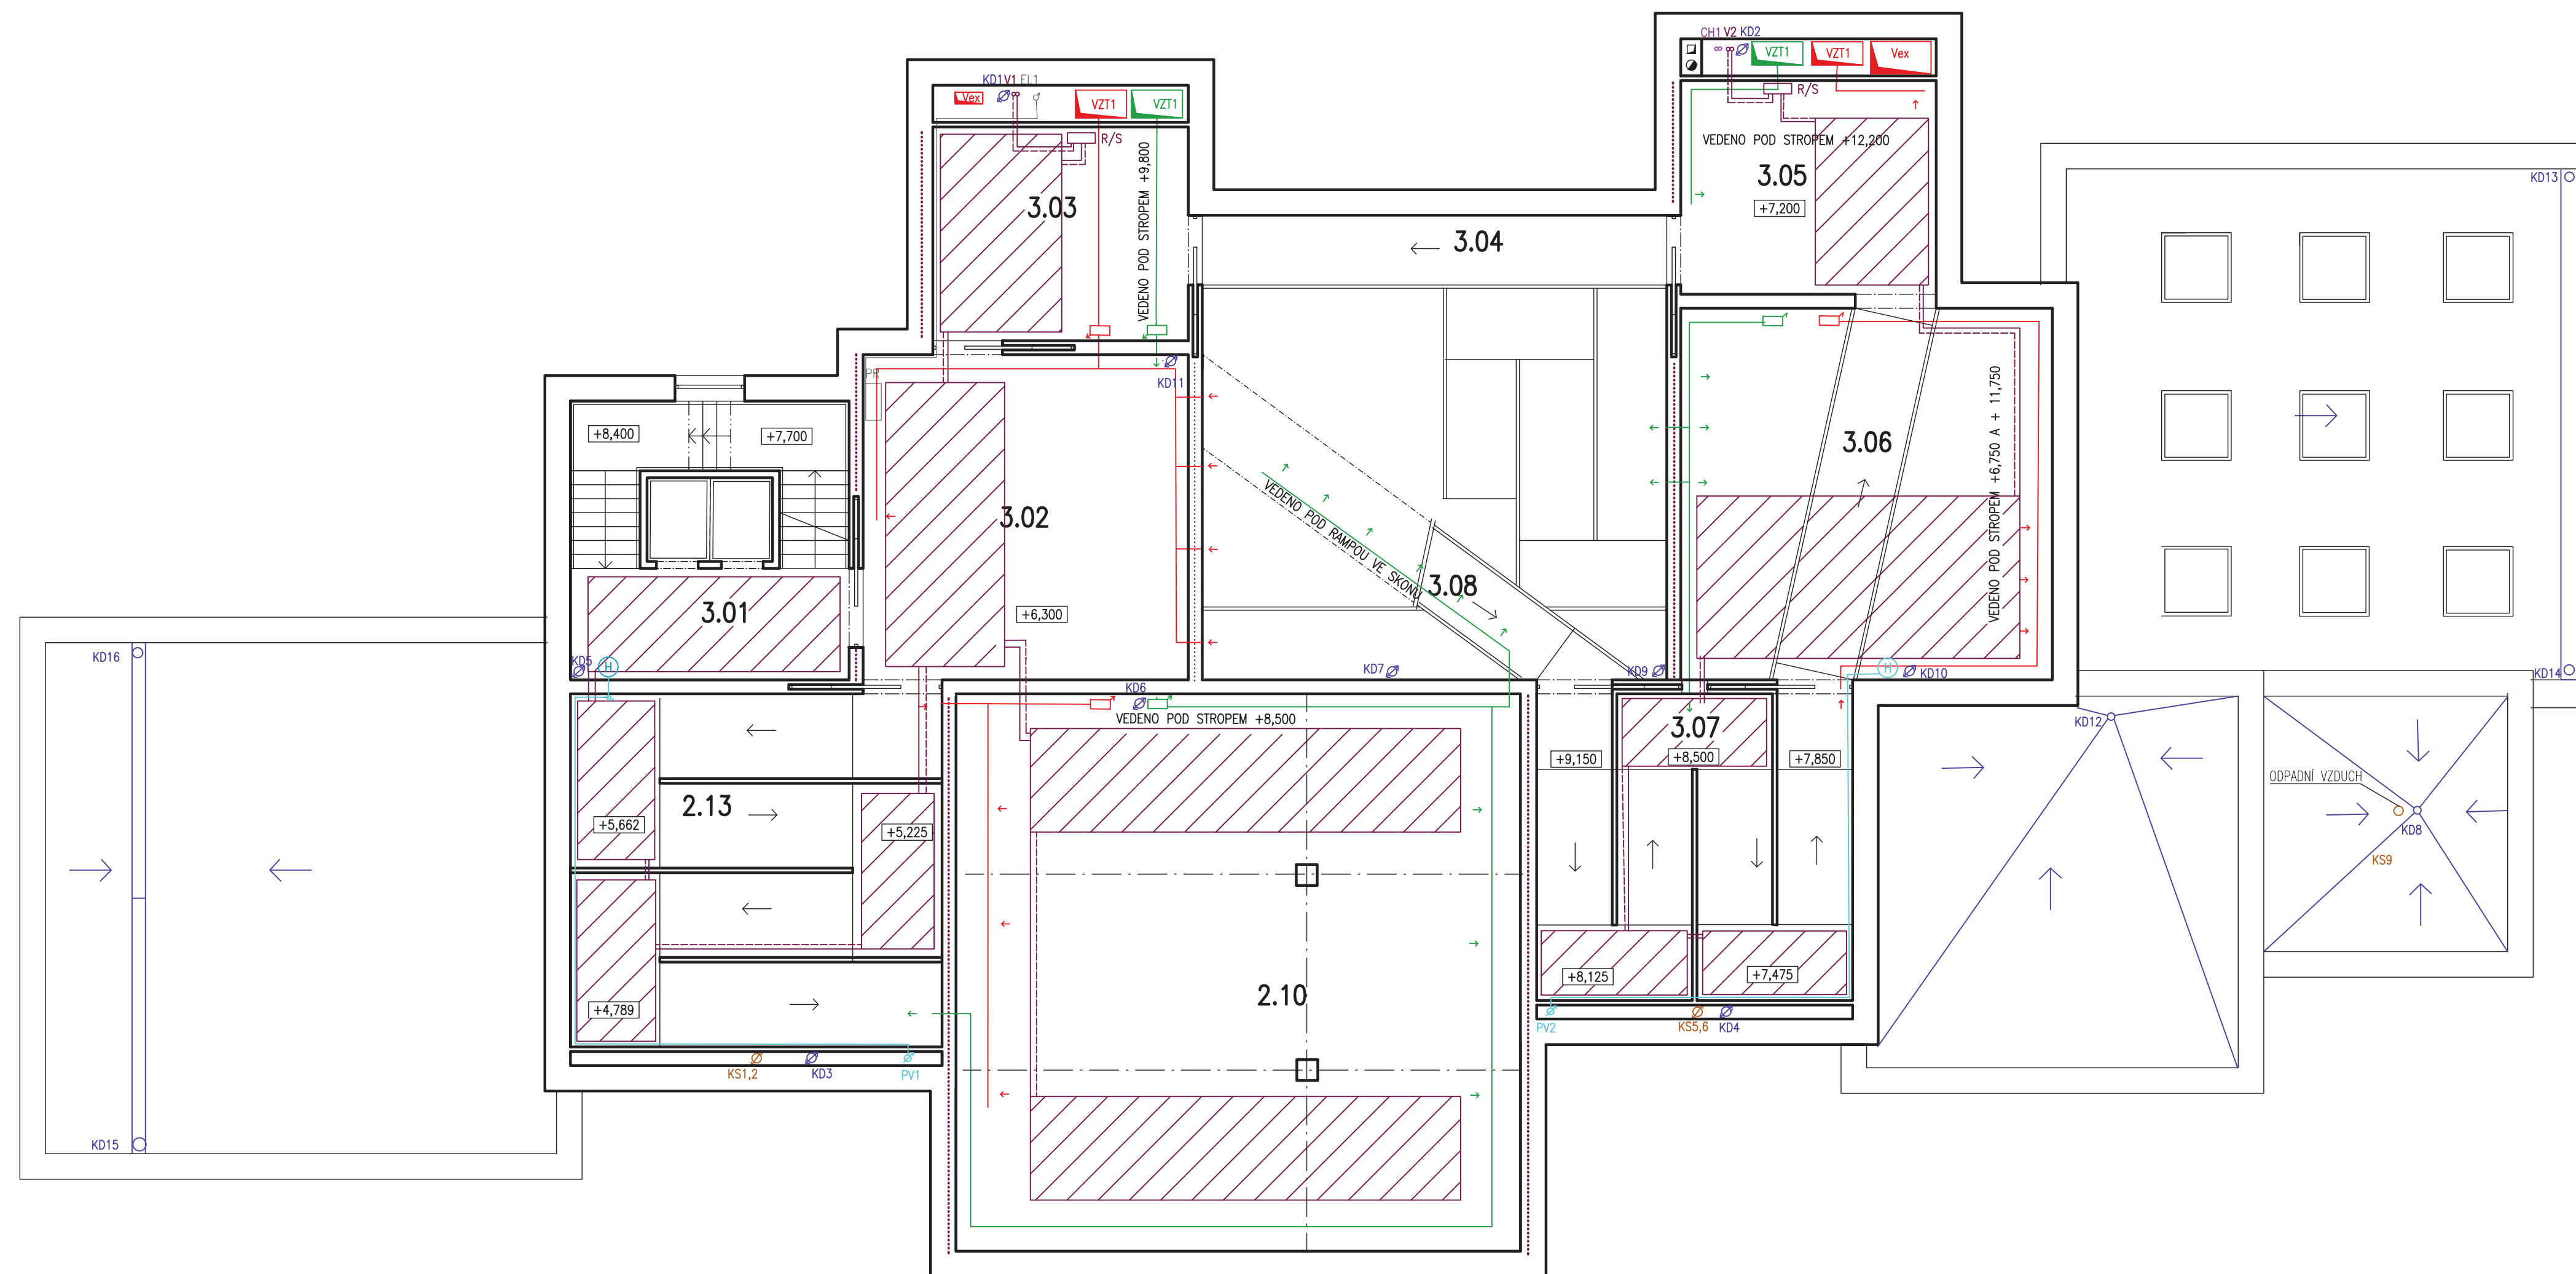 CH1 V2 KD2
VZT1
VZT1
Vex
KD1 V1 EL1
Vex
VZT1
VZT1
R/S
R/S
VEDENO POD STROPEM +12,200
3.05
+7,200
VEDENO POD STROPEM +9,800
3.03
3.04
KD13
PR
KD11
+8,400
+7,700
3.02
VEDENO POD RAMPOU VE SKONU
3.06
VEDENO POD STROPEM +6,750 A + 11,750
3.08
3.01
+6,300
KD16
KD5
H
KD7
KD9
H
KD10
KD14
KD6
VEDENO POD STROPEM +8,500
3.07
+9,150
+8,500
+7,850
KD12
ODPADNÍ VZDUCH
2.13
+5,662
+5,225
KD8
KS9
2.10
+8,125
+7,475
+4,789
PV2
KS5,6
KD4
KS1,2
KD3
PV1
KD15